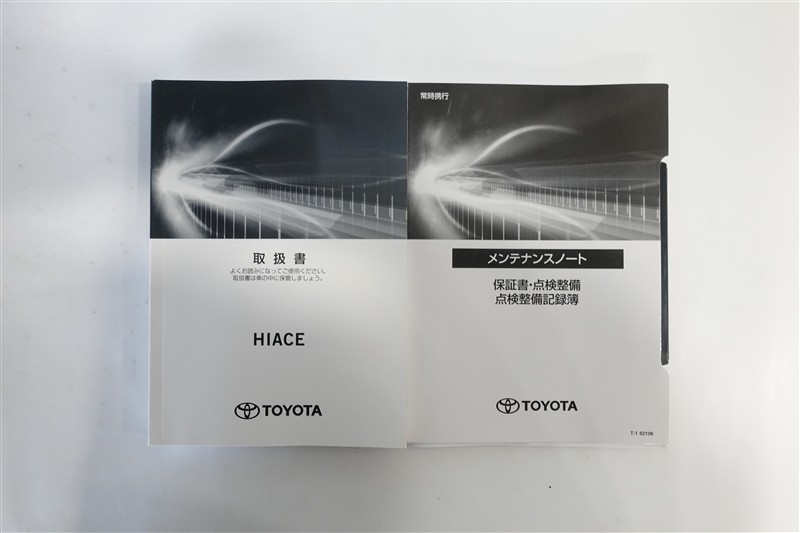 取扱書
よくお読みになってご使用ください。
取扱書は車の中に保管しましょう。
HIACE
TOYOTA
常時携行
メンテナンスノート
保証書・点検整備
点検整備記録簿
TOYOTA
T-1 62106